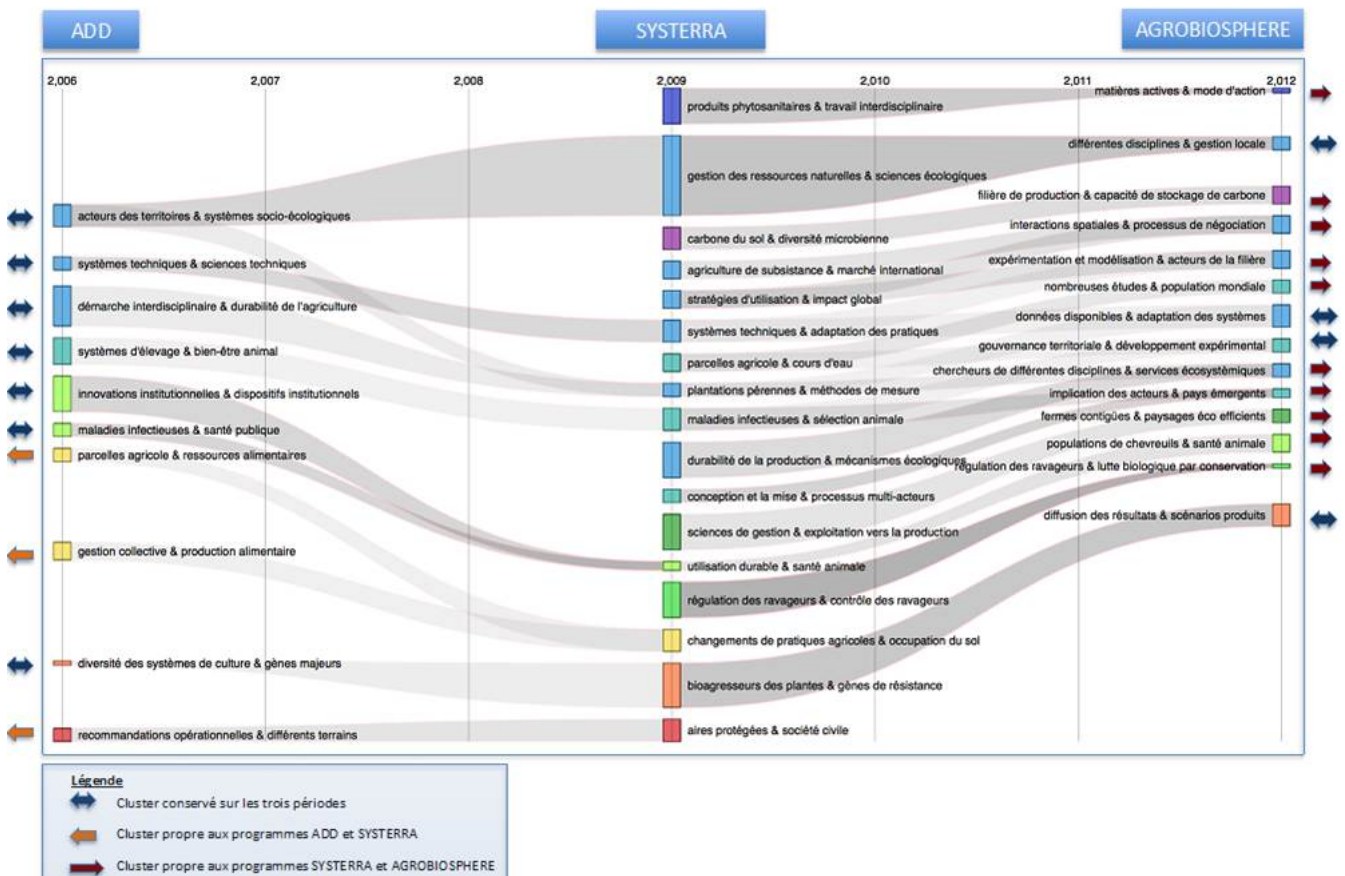 ADD
SYSTERRA
AGROBIOSPHERE
2,006
2,007
2,008
2,009
2,010
2,011
2,012
acteurs des territoires & systèmes socio-écologiques
systèmes techniques & sciences techniques
démarche interdisciplinaire & durabilité de l'agriculture
systèmes d'élevage & bien-être animal
innovations institutionnelles & dispositifs institutionnels
maladies infectieuses & santé publique
parcelles agricole & ressources alimentaires
gestion collective & production alimentaire
diversité des systèmes de culture & gènes majeurs
recommandations opérationnelles & différents terrains
produits phytosanitaires & travail interdisciplinaire
gestion des ressources naturelles & sciences écologiques
carbone du sol & diversité microbienne
agriculture de subsistance & marché international
stratégies d'utilisation & impact global
systèmes techniques & adaptation des pratiques
parcelles agricole & cours d'eau
plantations pérennes & méthodes de mesure
maladies infectieuses & sélection animale
durabilité de la production & mécanismes écologiques
conception et la mise & processus multi-acteurs
sciences de gestion & exploitation vers la production
utilisation durable & santé animale
régulation des ravageurs & contrôle des ravageurs
changements de pratiques agricoles & occupation du sol
bioagresseurs des plantes & gènes de résistance
aires protégées & société civile
matières actives & mode d'action
différentes disciplines & gestion locale
filière de production & capacité de stockage de carbone
interactions spatiales & processus de négociation
expérimentation et modélisation & acteurs de la filière
nombreuses études & population mondiale
données disponibles & adaptation des systèmes
gouvernance territoriale & développement expérimental
chercheurs de différentes disciplines & services écosystémiques
implication des acteurs & pays émergents
fermes contigües & paysages éco efficients
populations de chevreuils & santé animale
régulation des ravageurs & lutte biologique par conservation
diffusion des résultats & scénarios produits
Légende
Cluster conservé sur les trois périodes
Cluster propre aux programmes ADD et SYSTERRA
Cluster propre aux programmes SYSTERRA et AGROBIOSPHERE